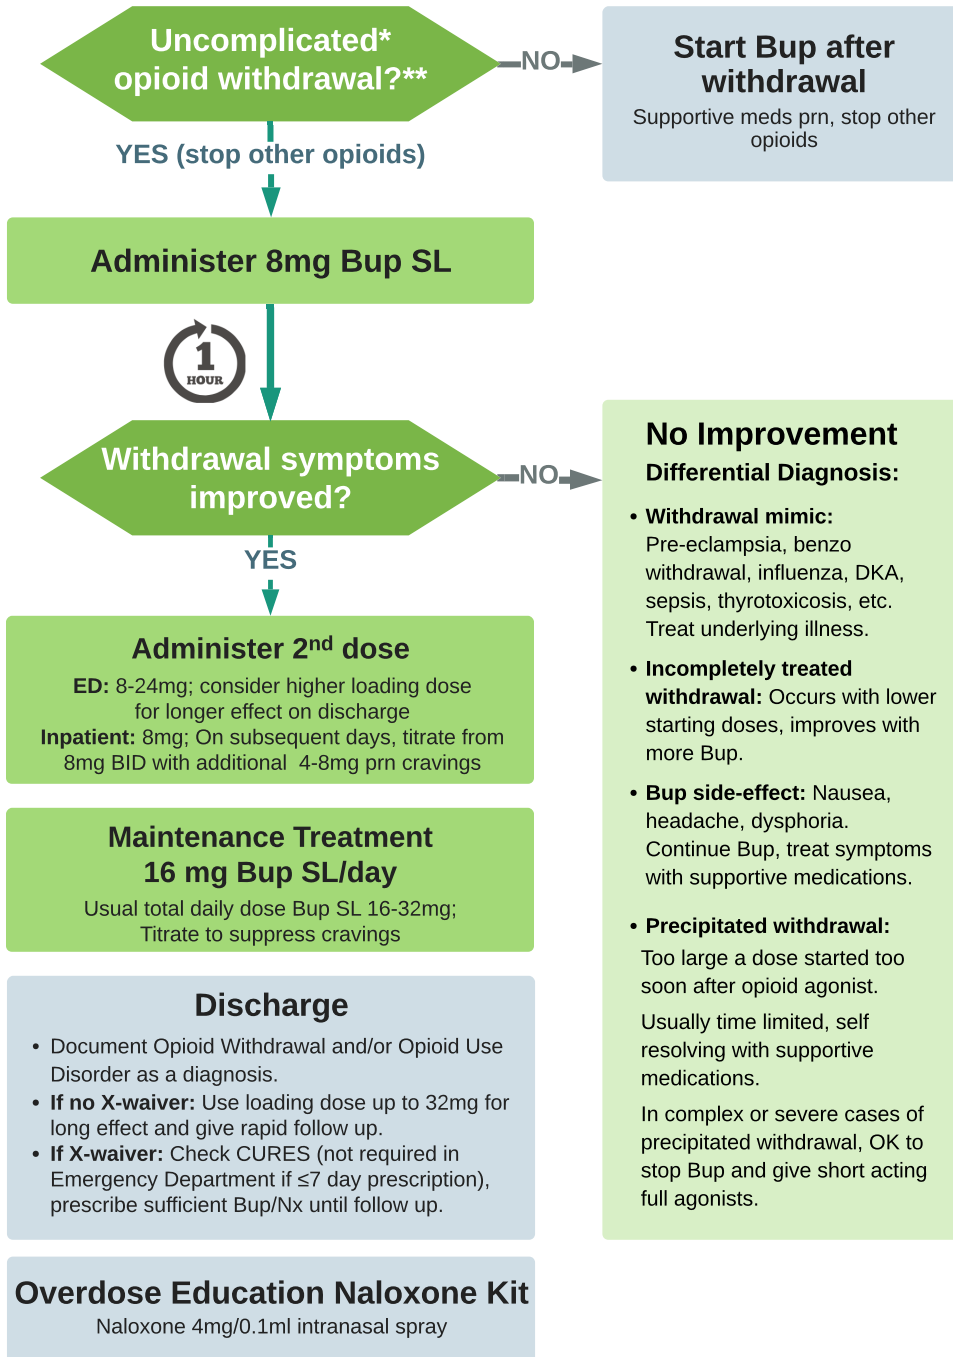 Uncomplicated*
opioid withdrawal?**
NO
Start Bup after
withdrawal
Supportive meds prn, stop other
opioids
YES (stop other opioids)
Administer 8mg Bup SL
1
HOUR
Withdrawal symptoms
improved?
NO
YES
Administer 2nd dose
ED: 8-24mg; consider higher loading dose
for longer effect on discharge
Inpatient: 8mg; On subsequent days, titrate from
8mg BID with additional 4-8mg prn cravings
Maintenance Treatment
16 mg Bup SL/day
Usual total daily dose Bup SL 16-32mg;
Titrate to suppress cravings
Discharge
• Document Opioid Withdrawal and/or Opioid Use
Disorder as a diagnosis.
• If no X-waiver: Use loading dose up to 32mg for
long effect and give rapid follow up.
• If X-waiver: Check CURES (not required in
Emergency Department if ≤7 day prescription),
prescribe sufficient Bup/Nx until follow up.
Overdose Education Naloxone Kit
Naloxone 4mg/0.1ml intranasal spray
No Improvement
Differential Diagnosis:
• Withdrawal mimic:
Pre-eclampsia, benzo
withdrawal, influenza, DKA,
sepsis, thyrotoxicosis, etc.
Treat underlying illness.
• Incompletely treated
withdrawal: Occurs with lower
starting doses, improves with
more Bup.
• Bup side-effect: Nausea,
headache, dysphoria.
Continue Bup, treat symptoms
with supportive medications.
• Precipitated withdrawal:
Too large a dose started too
soon after opioid agonist.
Usually time limited, self
resolving with supportive
medications.
In complex or severe cases of
precipitated withdrawal, OK to
stop Bup and give short acting
full agonists.